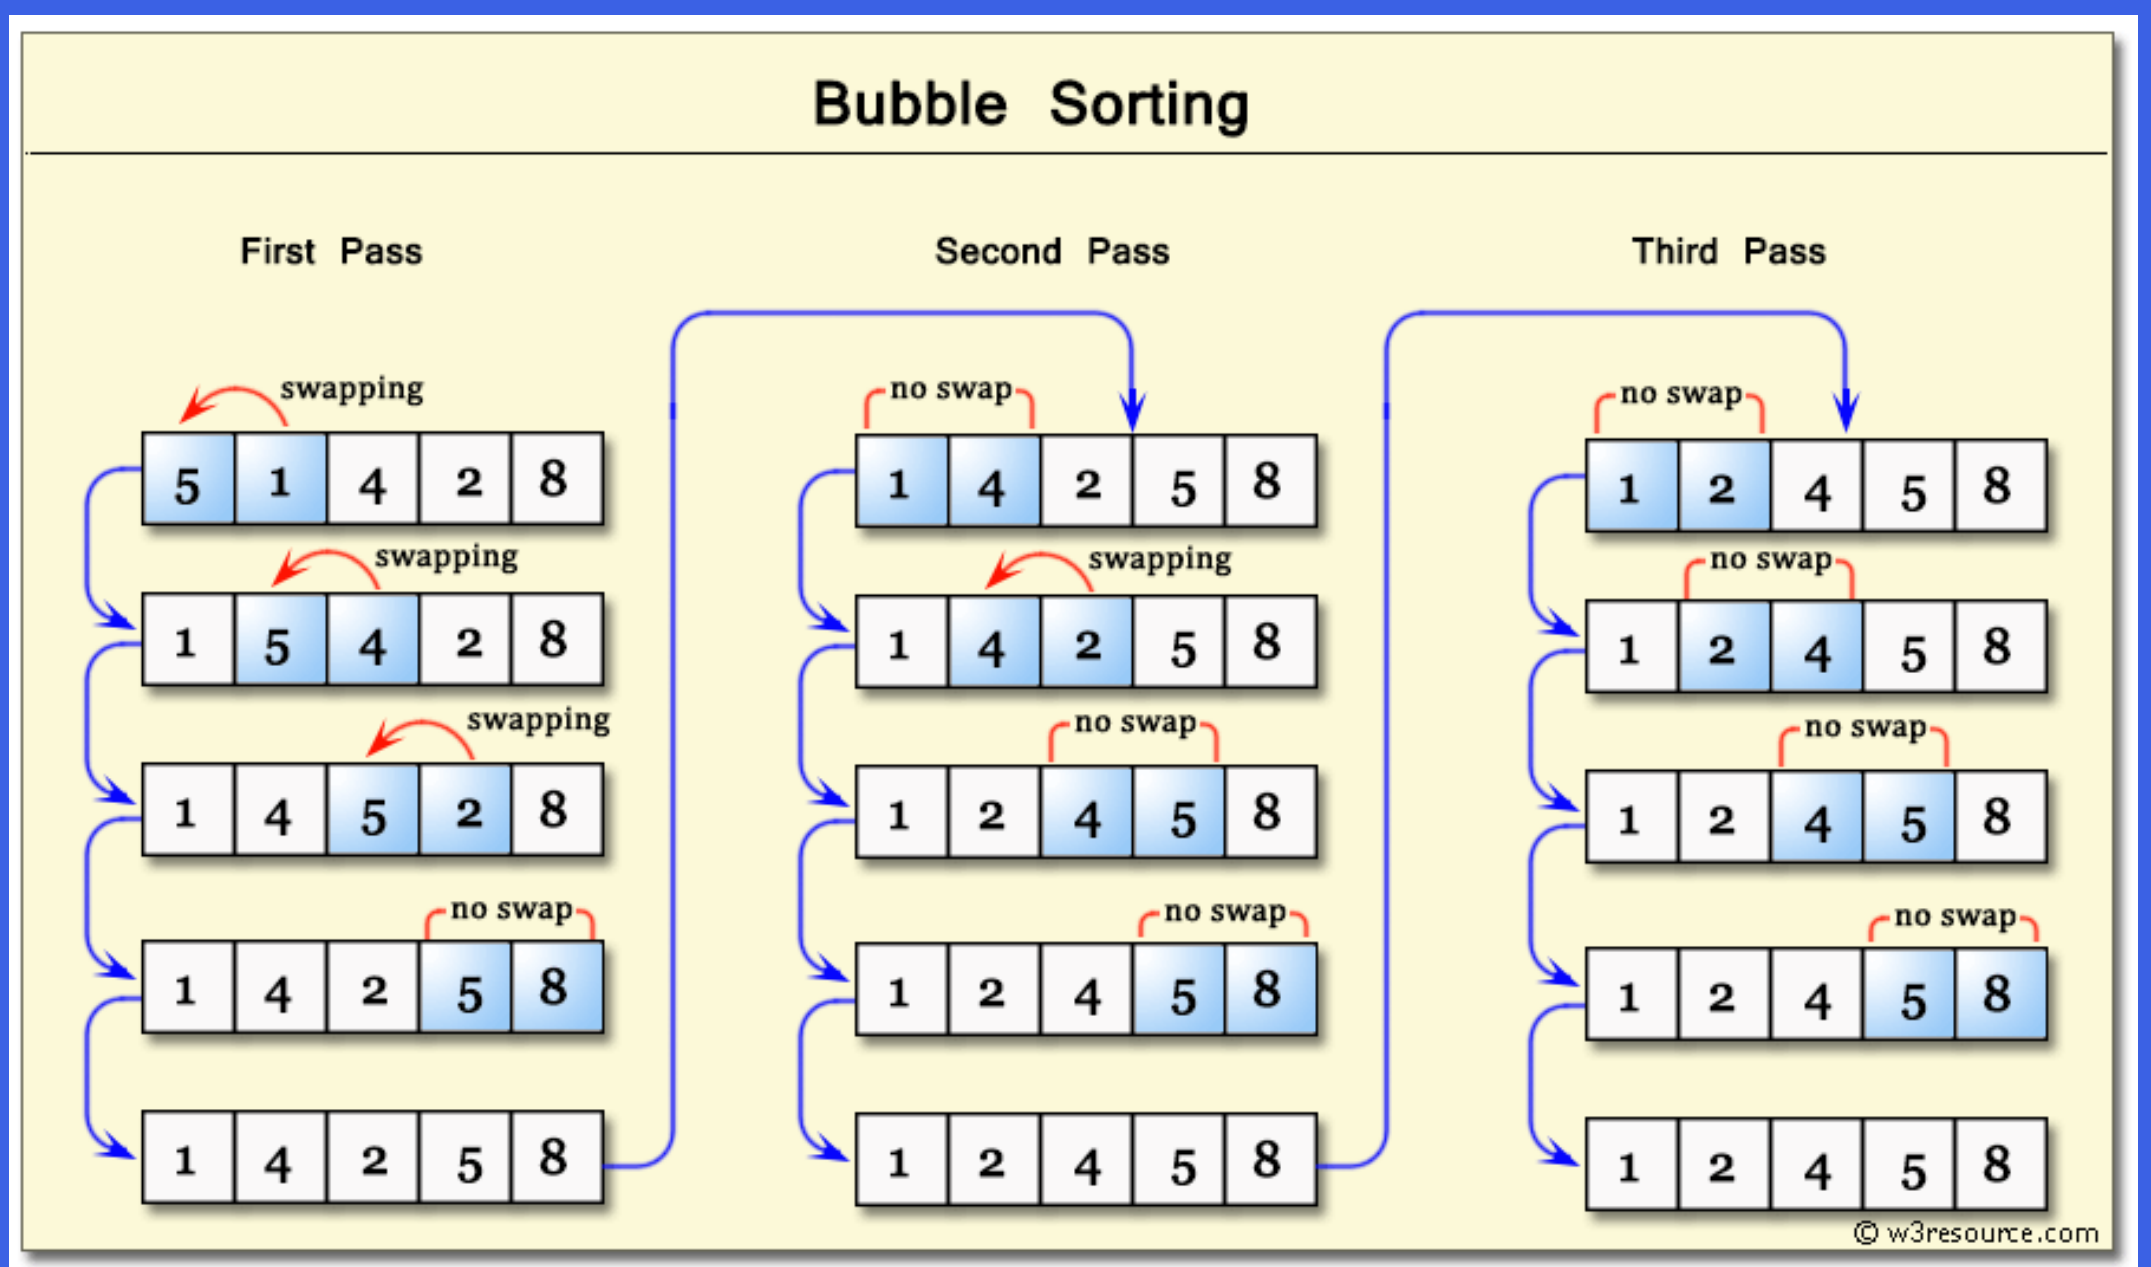 Bubble Sorting
First Pass
swapping
5 1 4 2 8
swapping
1 5 4 2 8
swapping
1 4 5 2 8
no swap
1 4 2 5 8
1 4 2 5 8
Second Pass
no swap
1 4 2 5 8
swapping
1 4 2 5 8
no swap
1 2 4 5 8
no swap
1 2 4 5 8
1 2 4 5 8
Third Pass
no swap
1 2 4 5 8
no swap
1 2 4 5 8
no swap
1 2 4 5 8
no swap
1 2 4 5 8
1 2 4 5 8
© w3resource.com